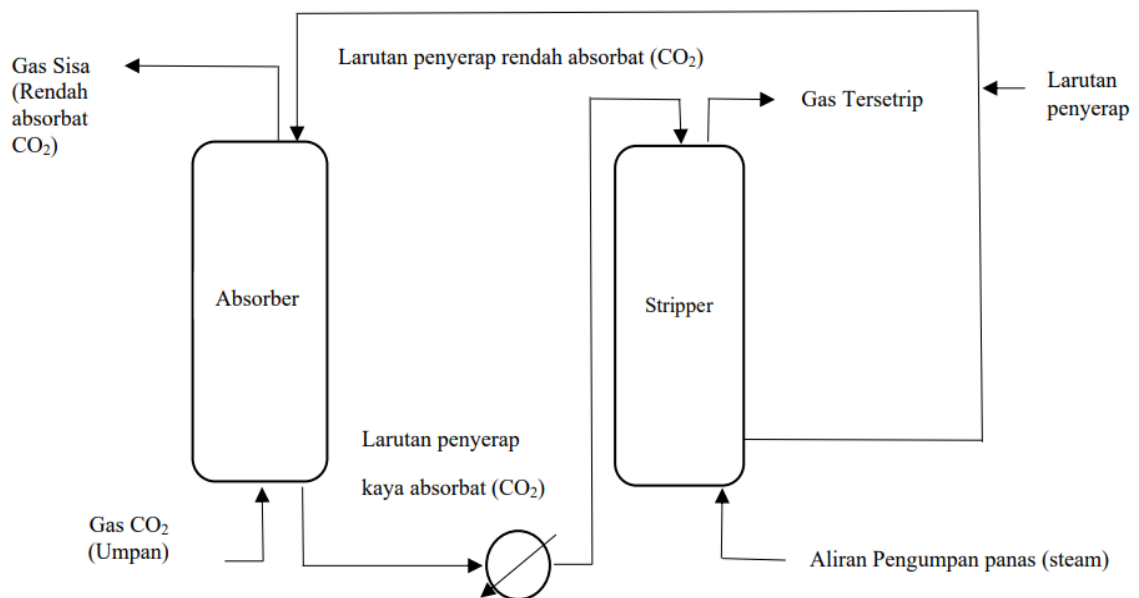 Larutan penyerap rendah absorbat (CO₂)
Gas Sisa
(Rendah
absorbat
CO₂)
Gas Tersetrip
Larutan
penyerap
Absorber
Stripper
Larutan penyerap
kaya absorbat (CO₂)
Gas CO₂
(Umpan)
Aliran Pengumpan panas (steam)